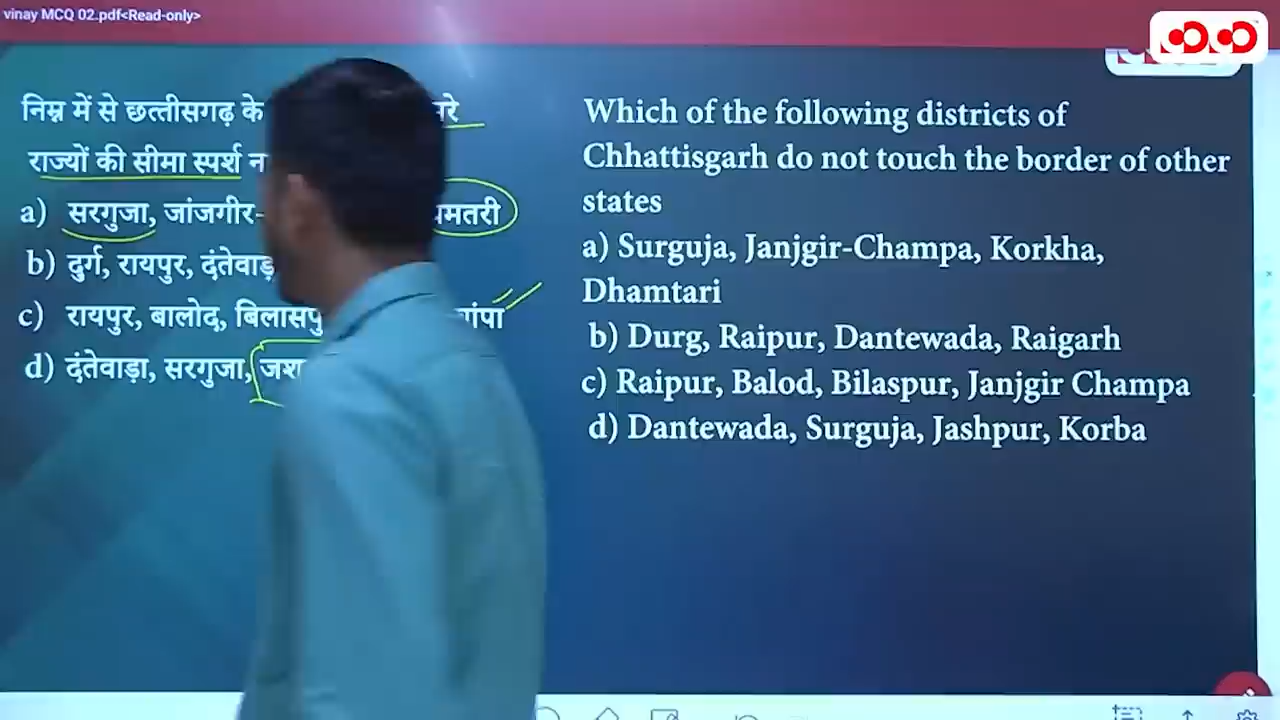 vinay MCQ 02.pdf<Read-only>
निम्न में से छत्तीसगढ़ के
राज्यों की सीमा स्पर्श
a) सरगुजा, जांजगीर-
b) दुर्ग, रायपुर,
c) रायपुर, बालोद,
d) दंतेवाड़ा, सरगुजा,
Which of the following districts of
Chhattisgarh do not touch the border of other
states
a) Surguja, Janjgir-Champa, Korkha,
Dhamtari
b) Durg, Raipur, Dantewada, Raigarh
c) Raipur, Balod, Bilaspur, Janjgir Champa
d) Dantewada, Surguja, Jashpur, Korba